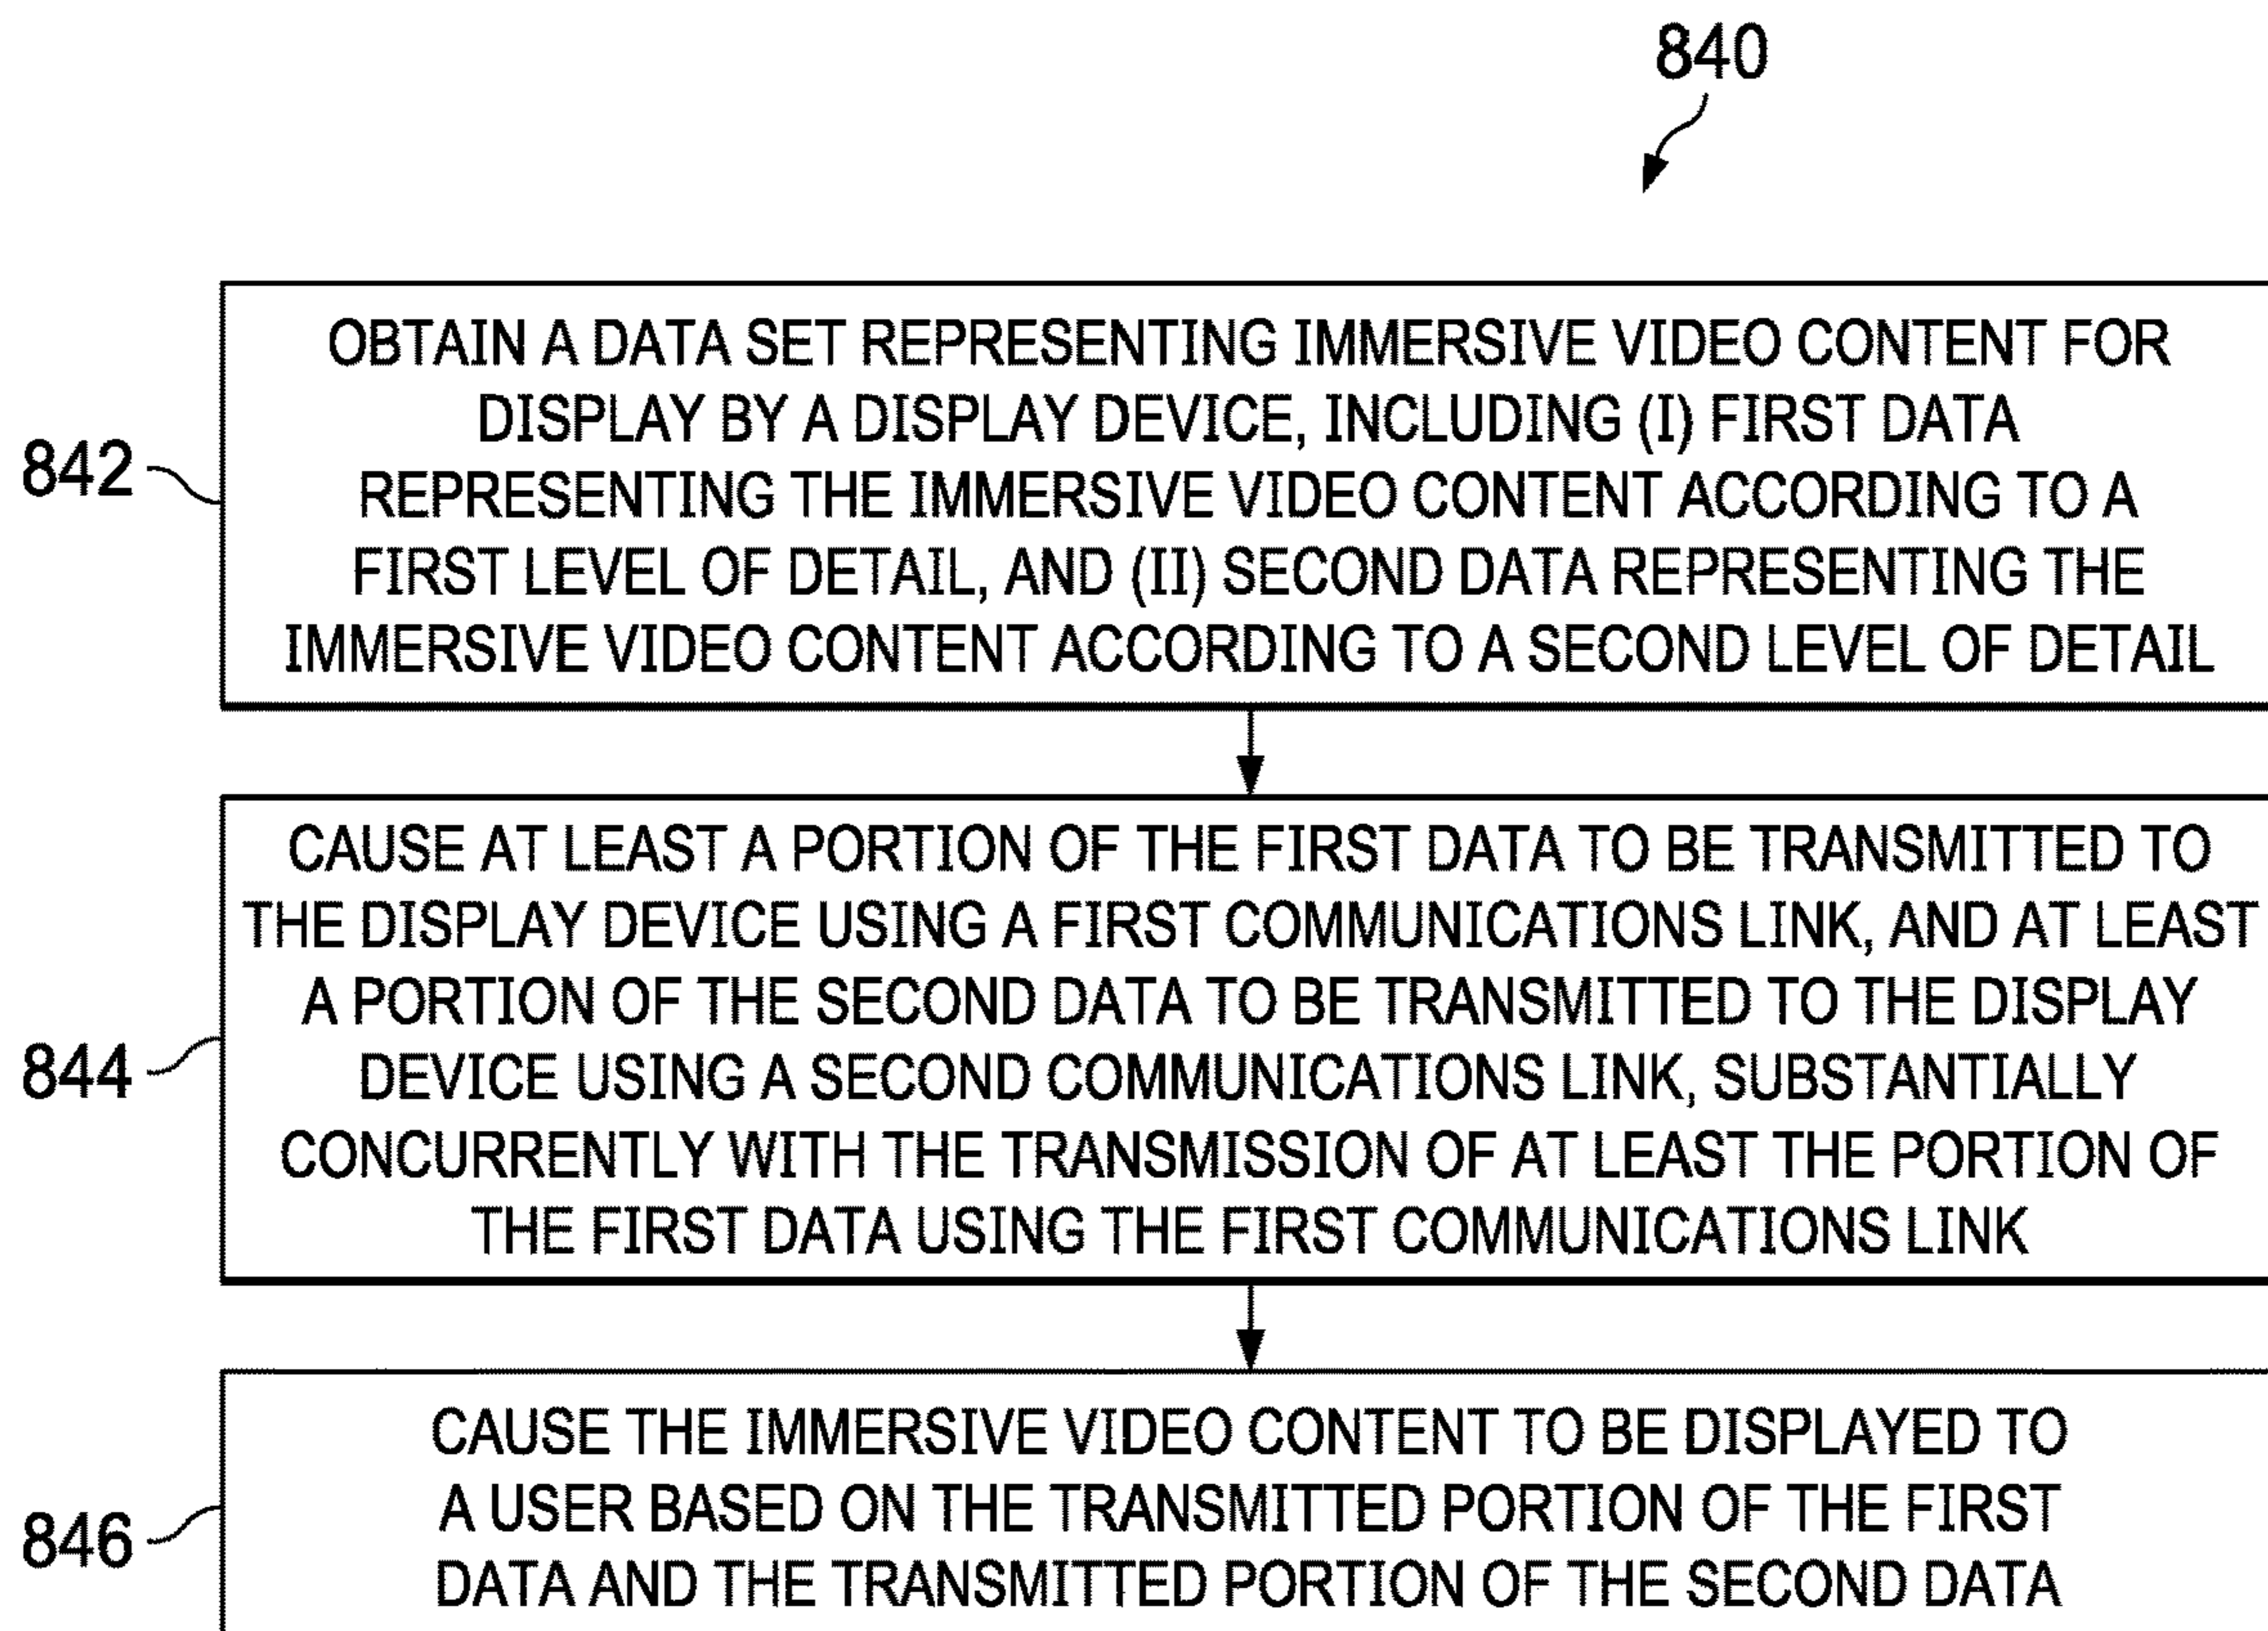 840
OBTAIN A DATA SET REPRESENTING IMMERSIVE VIDEO CONTENT FOR
DISPLAY BY A DISPLAY DEVICE, INCLUDING (I) FIRST DATA
842
REPRESENTING THE IMMERSIVE VIDEO CONTENT ACCORDING TO A
FIRST LEVEL OF DETAIL, AND (II) SECOND DATA REPRESENTING THE
IMMERSIVE VIDEO CONTENT ACCORDING TO A SECOND LEVEL OF DETAIL
CAUSE AT LEAST A PORTION OF THE FIRST DATA TO BE TRANSMITTED TO
THE DISPLAY DEVICE USING A FIRST COMMUNICATIONS LINK, AND AT LEAST
A PORTION OF THE SECOND DATA TO BE TRANSMITTED TO THE DISPLAY
844
DEVICE USING A SECOND COMMUNICATIONS LINK, SUBSTANTIALLY
CONCURRENTLY WITH THE TRANSMISSION OF AT LEAST THE PORTION OF
THE FIRST DATA USING THE FIRST COMMUNICATIONS LINK
CAUSE THE IMMERSIVE VIDEO CONTENT TO BE DISPLAYED TO
A USER BASED ON THE TRANSMITTED PORTION OF THE FIRST
846
DATA AND THE TRANSMITTED PORTION OF THE SECOND DATA